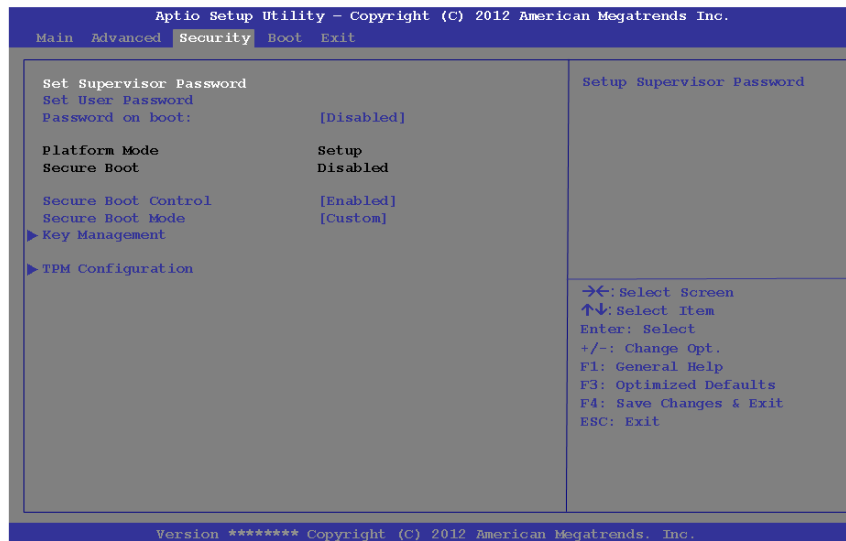 Aptio Setup Utility – Copyright (C) 2012 American Megatrends Inc.
Main Advanced Security Boot Exit
Set Supervisor Password
Set User Password
Password on boot: [Disabled]
Platform Mode Setup
Secure Boot Disabled
Secure Boot Control [Enabled]
Secure Boot Mode [Custom]
▶ Key Management
▶ TPM Configuration
Setup Supervisor Password
→←: Select Screen
↑↓: Select Item
Enter: Select
+/-: Change Opt.
F1: General Help
F3: Optimized Defaults
F4: Save Changes & Exit
ESC: Exit
Version ******** Copyright (C) 2012 American Megatrends. Inc.